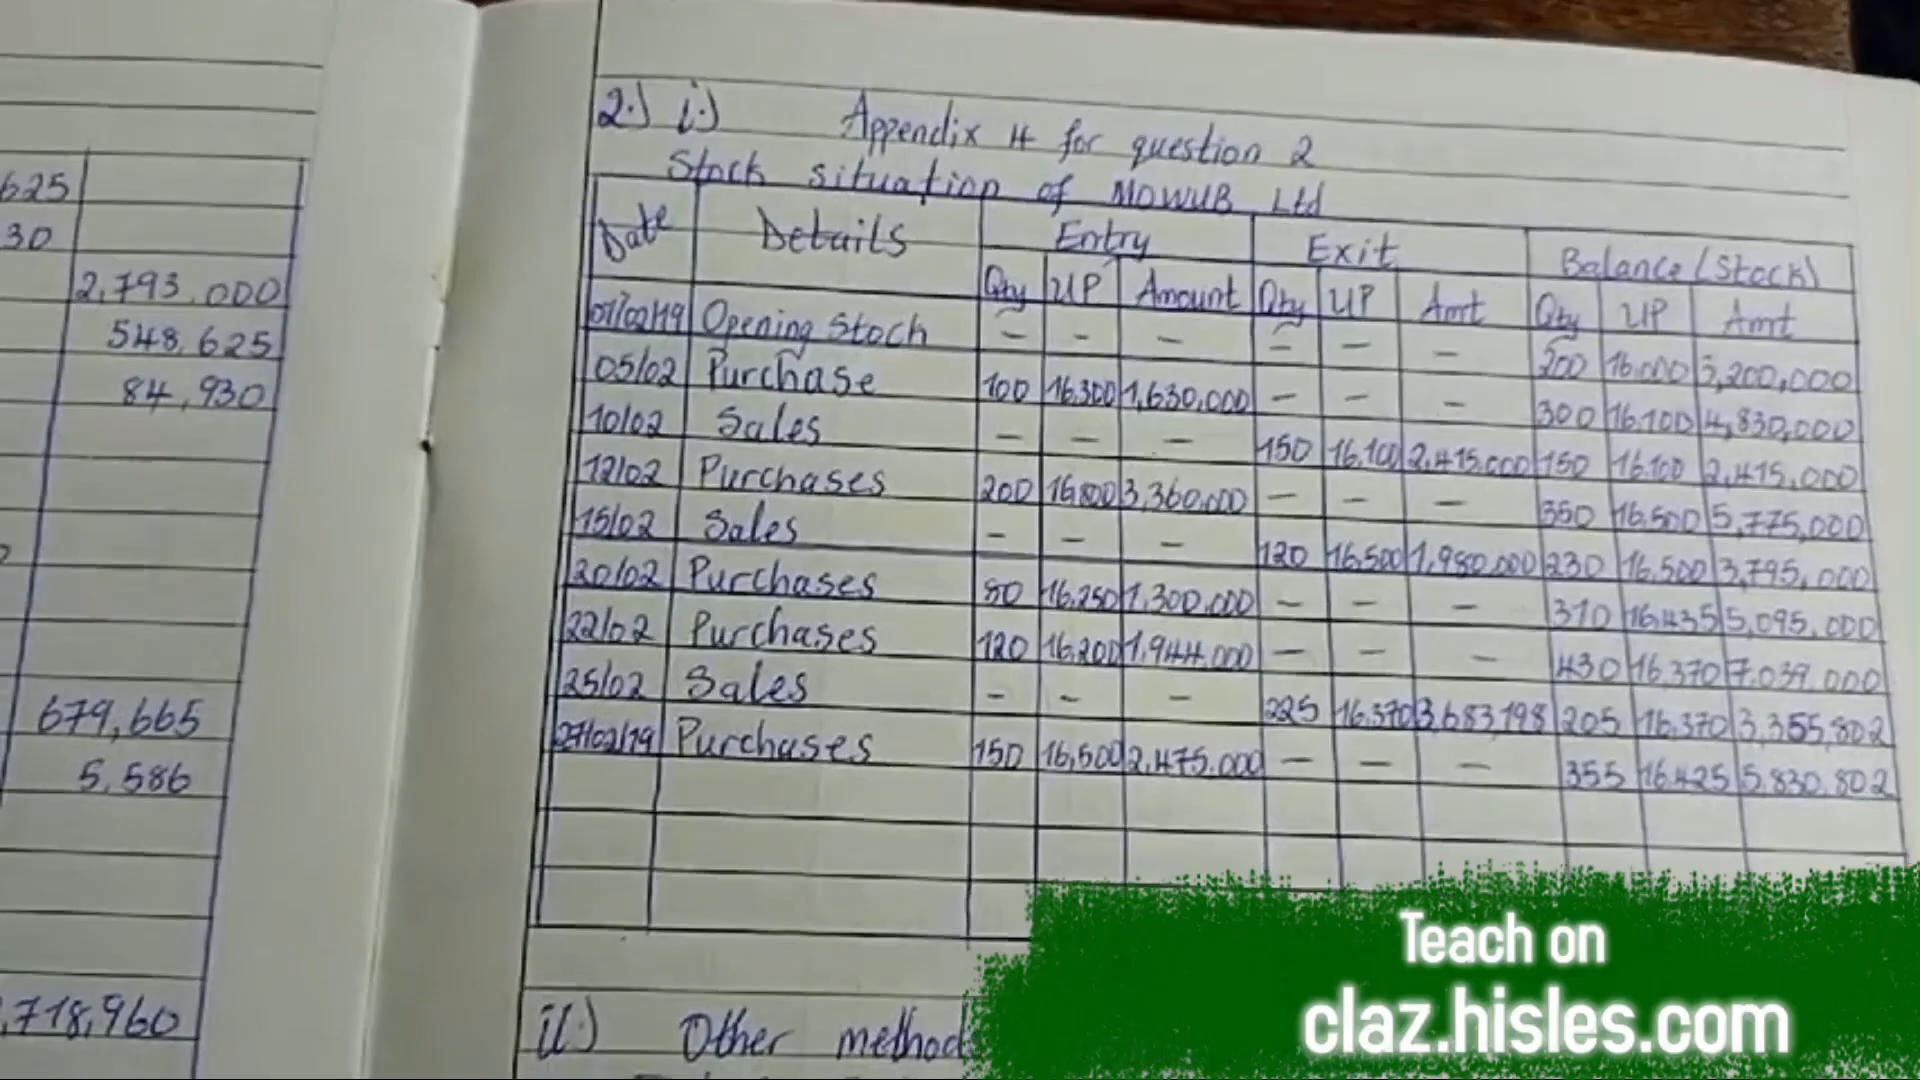 625
30
2,793,000
548,625
84,930
679,665
5,586
,718,960
2.) i.) Appendix 4 for question 2
Stock situation of MOWUB Ltd
Date Details Entry Exit Balance (Stock)
Qty UP Amount Qty UP Amt Qty UP Amt
01/02/19 Opening Stock - - - - - - 200 16.000 3,200,000
05/02 Purchase 100 16.300 1,630,000 - - - 300 16.100 4,830,000
10/02 Sales - - - 150 16.100 2,415.000 150 16.100 2,415,000
12/02 Purchases 200 16.800 3,360,000 - - - 350 16.500 5,775,000
15/02 Sales - - - 120 16.500 1,980.000 230 16.500 3,795,000
20/02 Purchases 80 16.250 1.300.000 - - - 310 16.435 5,095.000
22/02 Purchases 120 16.200 1,944.000 - - - 430 16.370 7.039.000
25/02 Sales - - - 225 16.370 3,683,198 205 16.370 3,355,802
27/02/19 Purchases 150 16,500 2,475.000 - - - 355 16.425 5.830.802
ii.) Other method
Teach on
claz.hisles.com